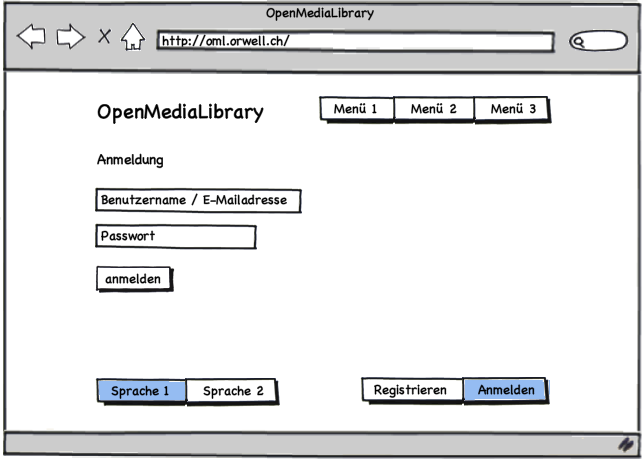 OpenMediaLibrary
http://oml.orwell.ch/
OpenMediaLibrary
Menü 1 Menü 2 Menü 3
Anmeldung
Benutzername / E-Mailadresse
Passwort
anmelden
Sprache 1 Sprache 2 Registrieren Anmelden